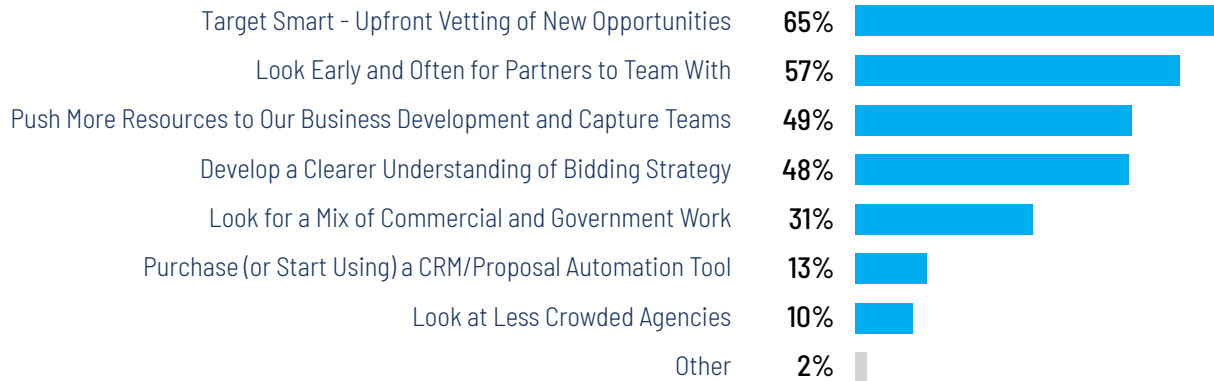 Target Smart - Upfront Vetting of New Opportunities 65%
Look Early and Often for Partners to Team With 57%
Push More Resources to Our Business Development and Capture Teams 49%
Develop a Clearer Understanding of Bidding Strategy 48%
Look for a Mix of Commercial and Government Work 31%
Purchase (or Start Using) a CRM/Proposal Automation Tool 13%
Look at Less Crowded Agencies 10%
Other 2%